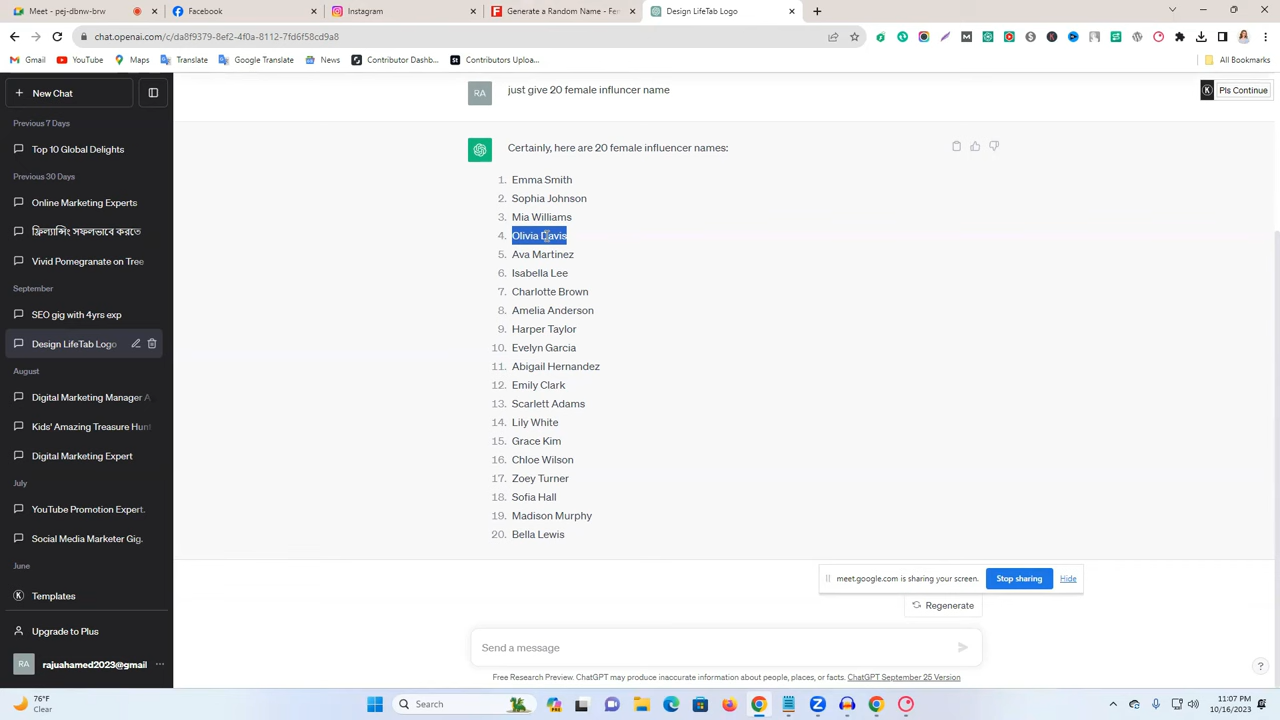 Meet - pej-dbnw-brw
Facebook
Instagram
Generate a Random Name - Fe
Design LifeTab Logo
chat.openai.com/c/da8f9379-8ef2-4f0a-8112-7fd6f58cd9a8
Gmail
YouTube
Maps
Translate
Google Translate
News
Contributor Dashb...
Contributors Uploa...
All Bookmarks
New Chat
Previous 7 Days
Top 10 Global Delights
Previous 30 Days
Online Marketing Experts
ফ্রিল্যান্সিং সফলভাবে করতে
Vivid Pomegranate on Tree
September
SEO gig with 4yrs exp
Design LifeTab Logo
August
Digital Marketing Manager A
Kids' Amazing Treasure Hunt
Digital Marketing Expert
July
YouTube Promotion Expert.
Social Media Marketer Gig.
June
Templates
Upgrade to Plus
RA rajuahamed2023@gmail ...
RA just give 20 female influncer name
Pls Continue
Certainly, here are 20 female influencer names:
1. Emma Smith
2. Sophia Johnson
3. Mia Williams
4. Olivia Davis
5. Ava Martinez
6. Isabella Lee
7. Charlotte Brown
8. Amelia Anderson
9. Harper Taylor
10. Evelyn Garcia
11. Abigail Hernandez
12. Emily Clark
13. Scarlett Adams
14. Lily White
15. Grace Kim
16. Chloe Wilson
17. Zoey Turner
18. Sofia Hall
19. Madison Murphy
20. Bella Lewis
meet.google.com is sharing your screen. Stop sharing Hide
Regenerate
Send a message
Free Research Preview. ChatGPT may produce inaccurate information about people, places, or facts. ChatGPT September 25 Version
?
76°F
Clear
Search
11:07 PM
10/16/2023